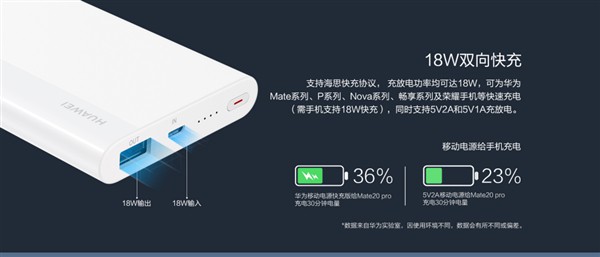 18W双向快充
支持海思快充协议，充放电功率均可达18W，可为华为
Mate系列、P系列、Nova系列、畅享系列及荣耀手机等快速充电
（需手机支持18W快充）,同时支持5V2A和5V1A充放电。
HUAWEI
OUT
IN
移动电源给手机充电
36%
23%
18W输出
18W输入
华为移动电源快充版给Mate20 pro
充电30分钟电量
5V2A移动电源给Mate20 pro
充电30分钟电量
*数据来自华为实验室，因使用环境不同，数据会有所不同或偏差。